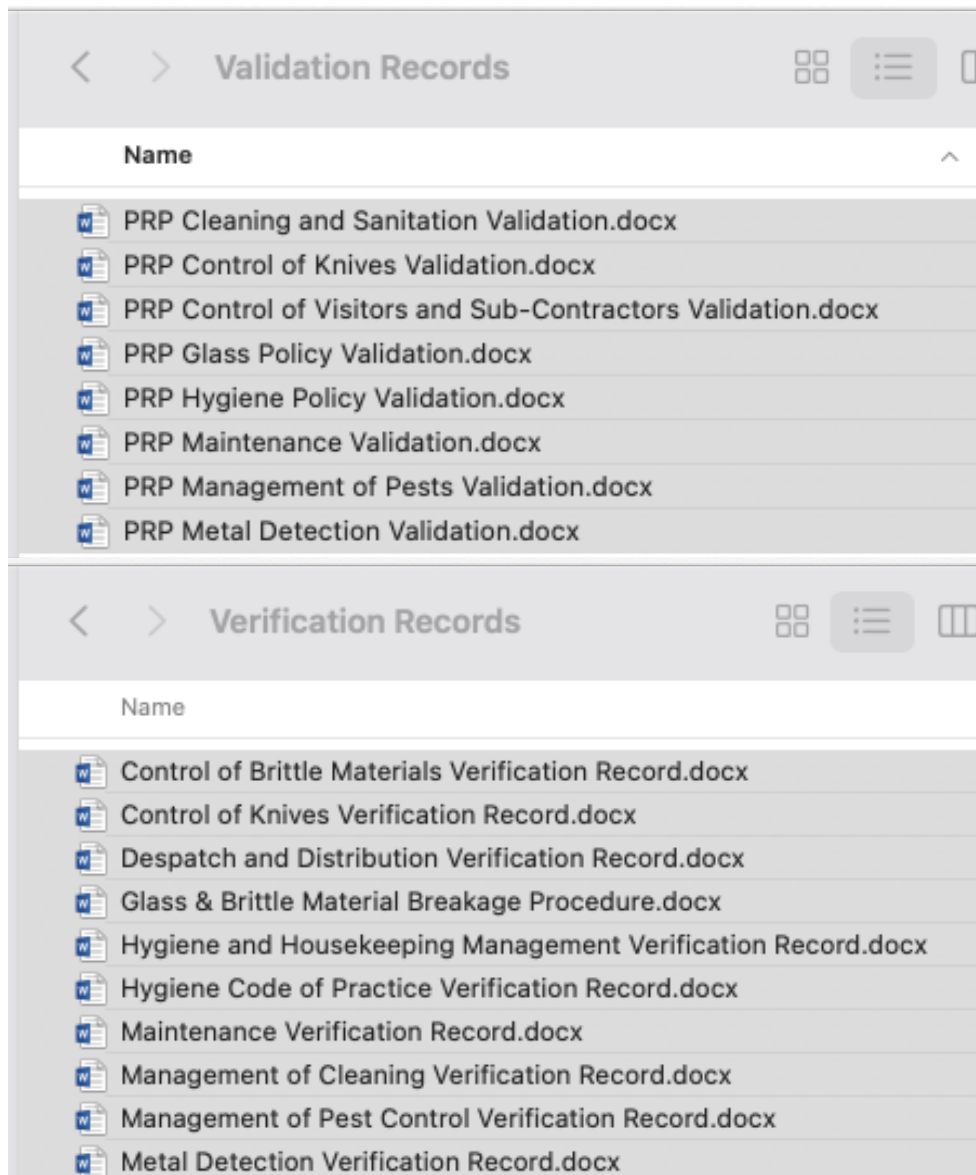 Validation Records
Name
PRP Cleaning and Sanitation Validation.docx
PRP Control of Knives Validation.docx
PRP Control of Visitors and Sub-Contractors Validation.docx
PRP Glass Policy Validation.docx
PRP Hygiene Policy Validation.docx
PRP Maintenance Validation.docx
PRP Management of Pests Validation.docx
PRP Metal Detection Validation.docx
Verification Records
Name
Control of Brittle Materials Verification Record.docx
Control of Knives Verification Record.docx
Despatch and Distribution Verification Record.docx
Glass & Brittle Material Breakage Procedure.docx
Hygiene and Housekeeping Management Verification Record.docx
Hygiene Code of Practice Verification Record.docx
Maintenance Verification Record.docx
Management of Cleaning Verification Record.docx
Management of Pest Control Verification Record.docx
Metal Detection Verification Record.docx